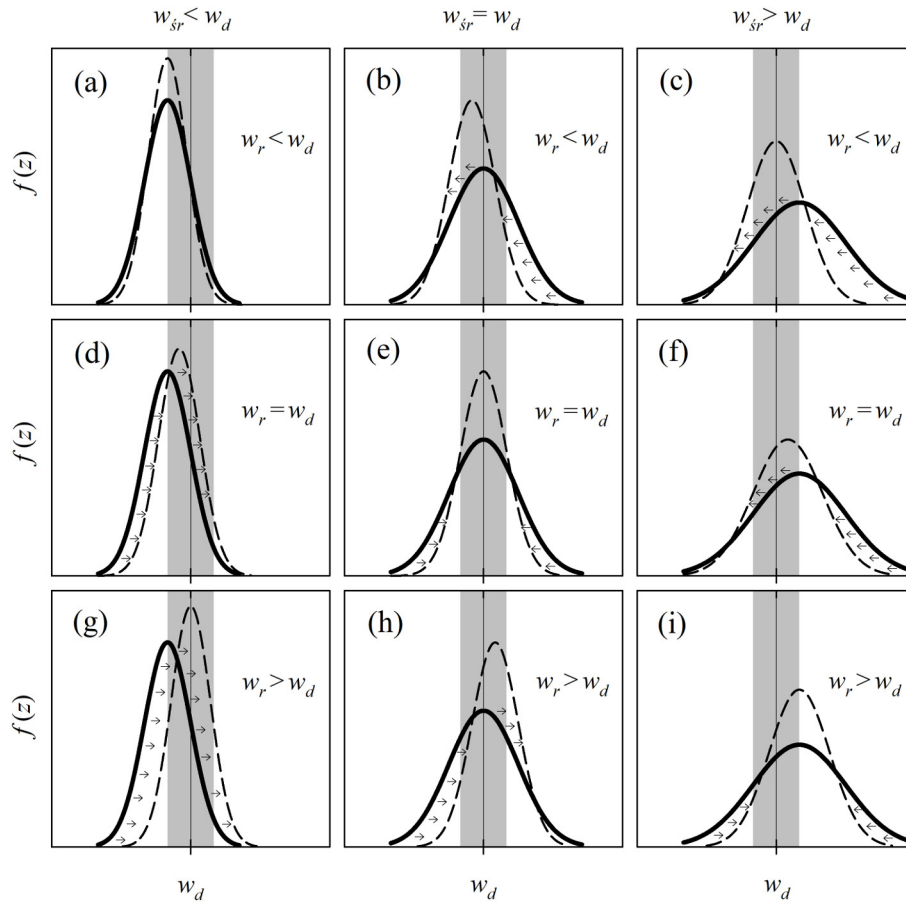 w_śr < w_d w_śr = w_d w_śr > w_d
(a) (b) (c)
w_r < w_d w_r < w_d w_r < w_d
f(z)
(d) (e) (f)
w_r = w_d w_r = w_d w_r = w_d
f(z)
(g) (h) (i)
w_r > w_d w_r > w_d w_r > w_d
f(z)
w_d w_d w_d